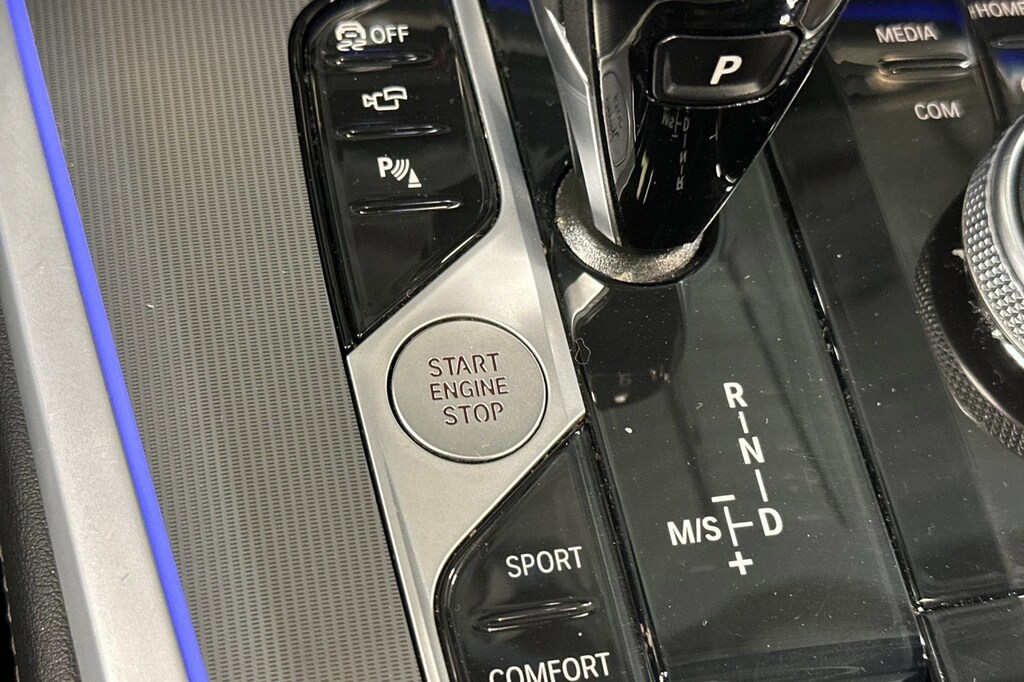 OFF
P
P
MEDIA
HOME
COM
START
ENGINE
STOP
R
N
M/S D
+
SPORT
COMFORT